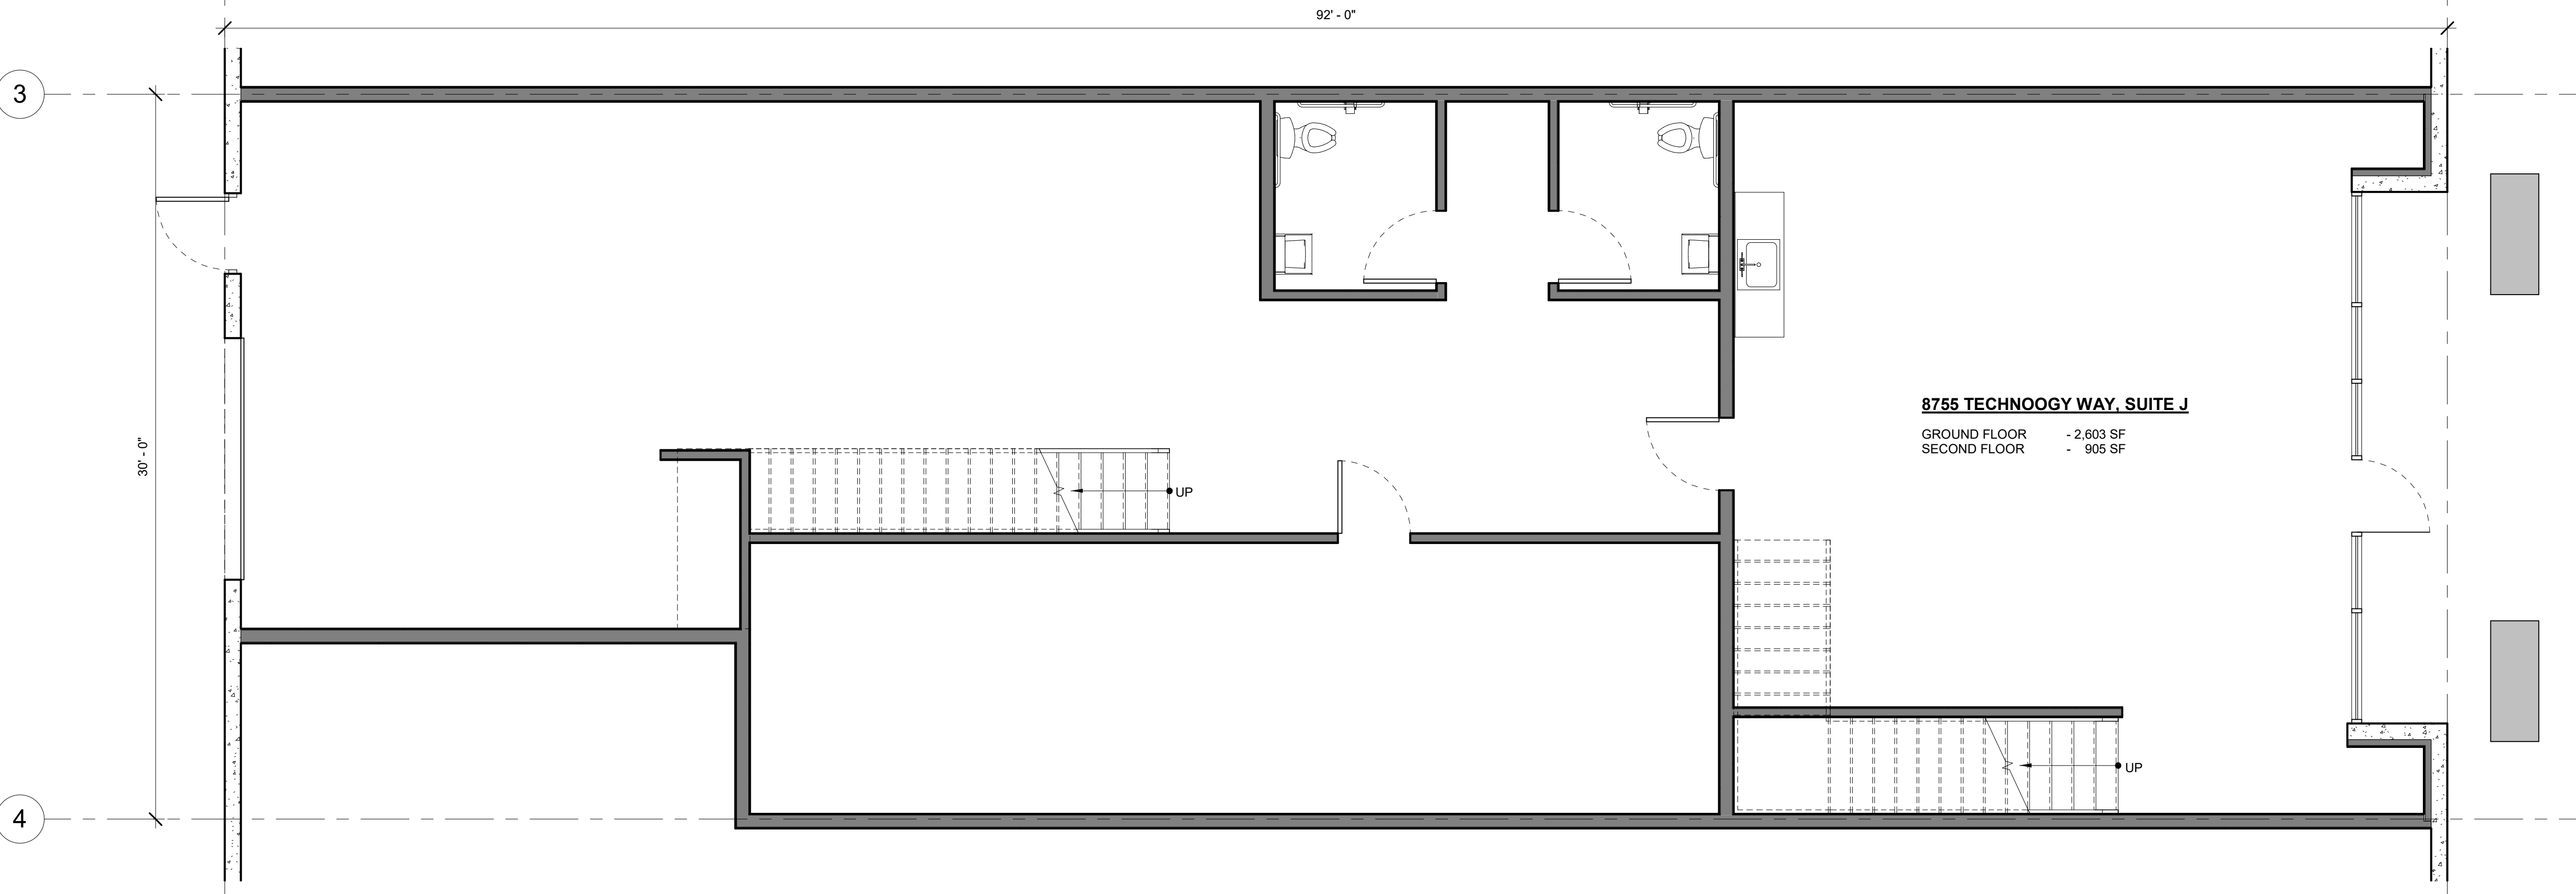 92' - 0"
3
30' - 0"
8755 TECHNOOGY WAY, SUITE J
GROUND FLOOR - 2,603 SF
SECOND FLOOR - 905 SF
UP
UP
4